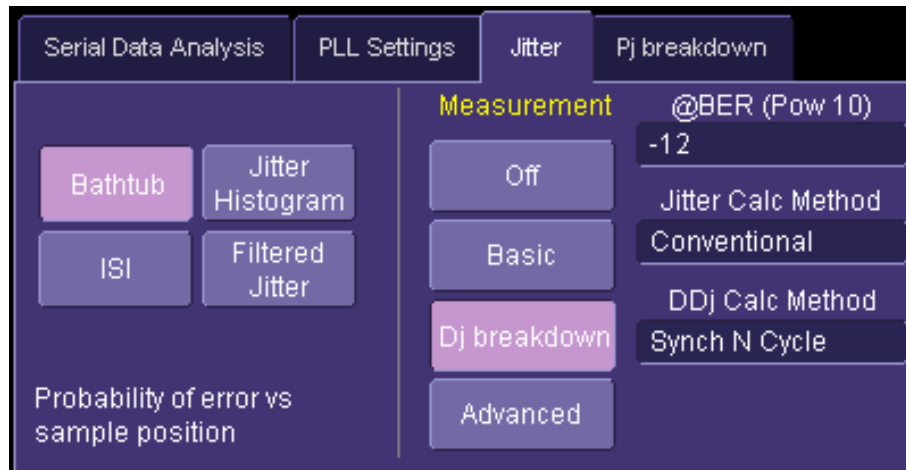 Serial Data Analysis
PLL Settings
Jitter
Pj breakdown
Bathtub
Jitter
Histogram
ISI
Filtered
Jitter
Probability of error vs
sample position
Measurement
Off
Basic
Dj breakdown
Advanced
@BER (Pow 10)
-12
Jitter Calc Method
Conventional
DDj Calc Method
Synch N Cycle